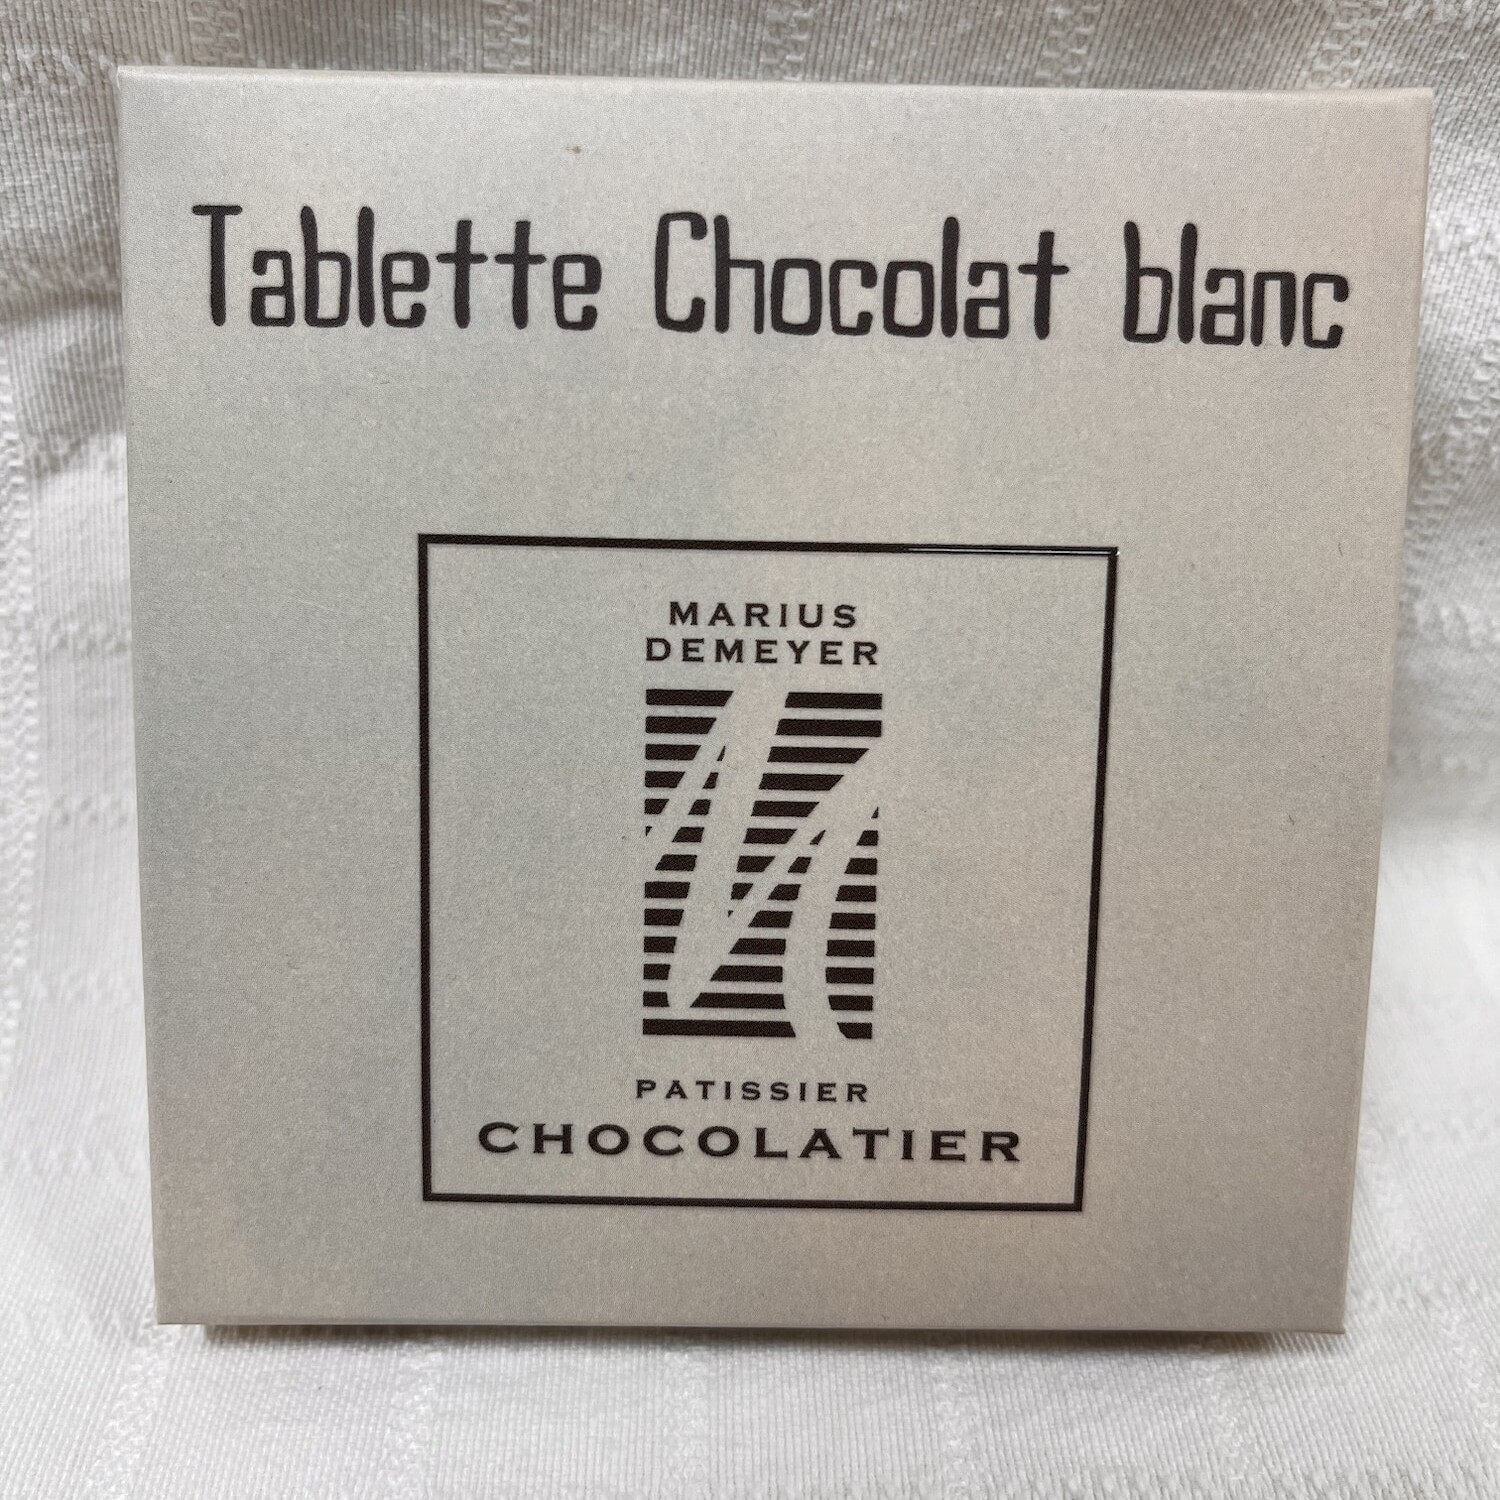 Tablette Chocolat blanc
MARIUS
DEMEYER
PATISSIER
CHOCOLATIER